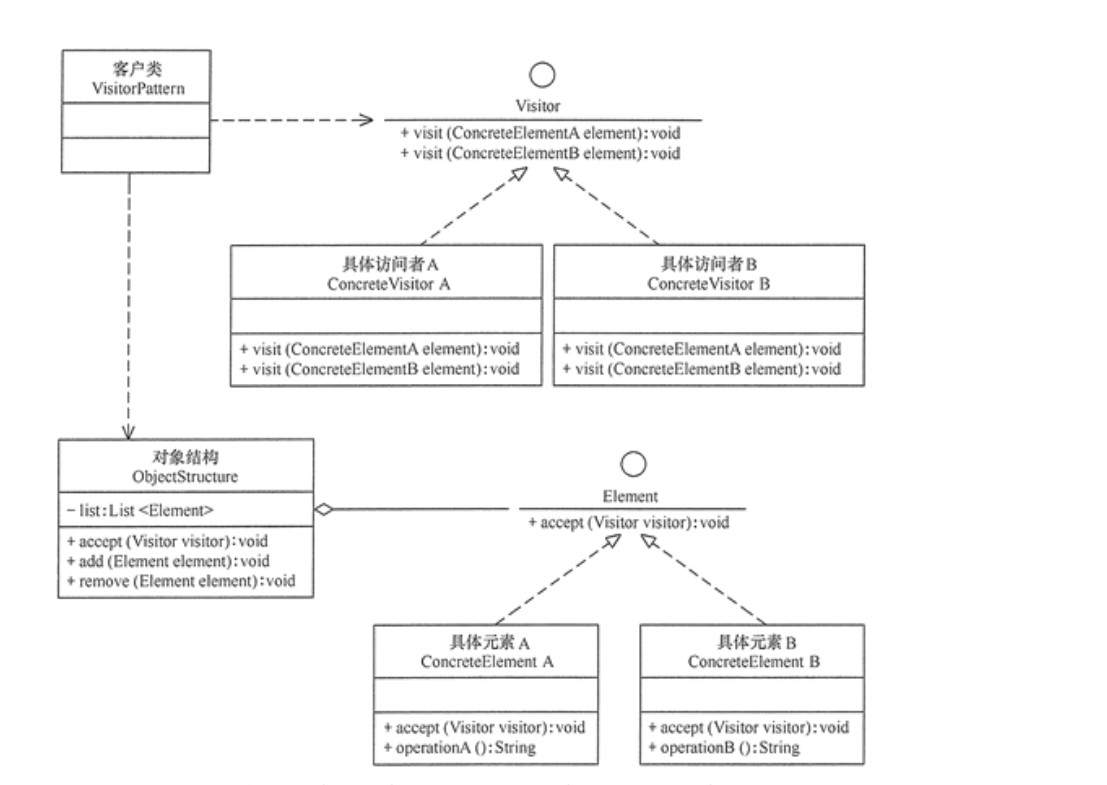 客户类
VisitorPattern
Visitor
+ visit (ConcreteElementA element): void
+ visit (ConcreteElementB element): void
具体访问者 A
ConcreteVisitor A
+ visit (ConcreteElementA element): void
+ visit (ConcreteElementB element): void
具体访问者 B
ConcreteVisitor B
+ visit (ConcreteElementA element): void
+ visit (ConcreteElementB element): void
对象结构
ObjectStructure
− list: List <Element>
+ accept (Visitor visitor): void
+ add (Element element): void
+ remove (Element element): void
Element
+ accept (Visitor visitor): void
具体元素 A
ConcreteElement A
+ accept (Visitor visitor): void
+ operationA (): String
具体元素 B
ConcreteElement B
+ accept (Visitor visitor): void
+ operationB (): String